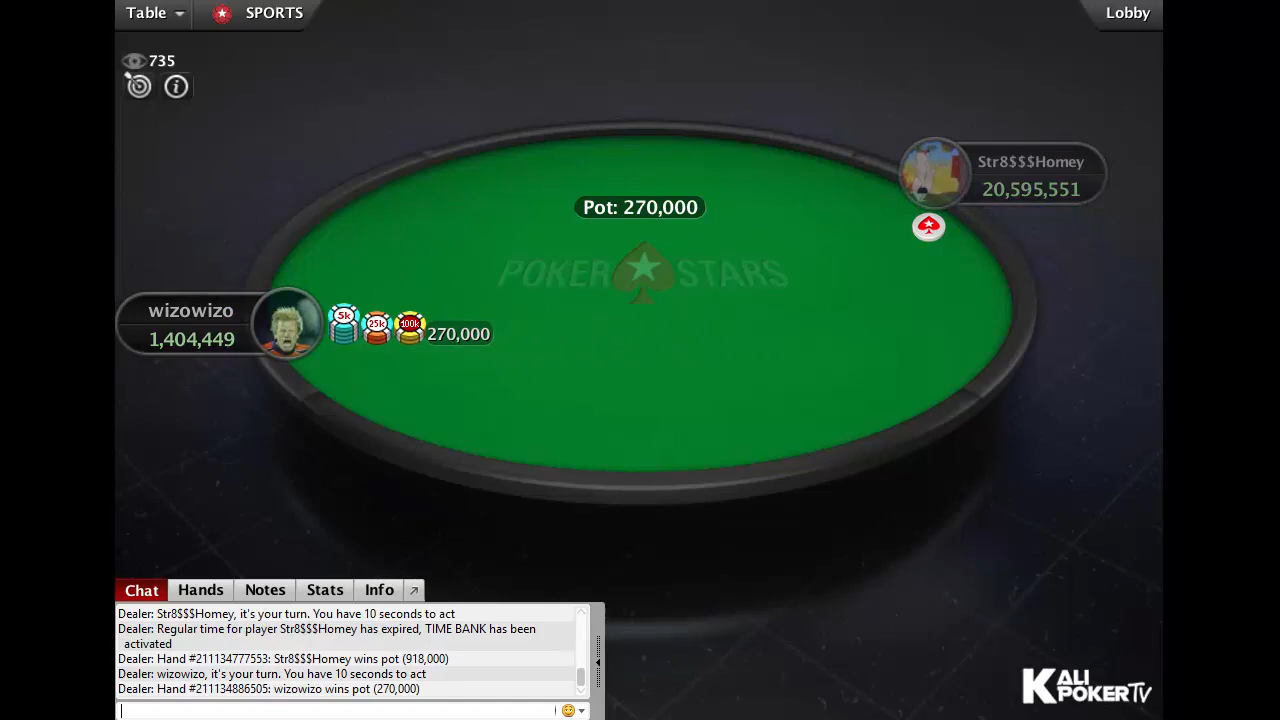 Table
SPORTS
Lobby
735
Str8$$$Homey
20,595,551
Pot: 270,000
POKER STARS
wizowizo
1,404,449
5k
25k
100k
270,000
Chat
Hands
Notes
Stats
Info
Dealer: Str8$$$Homey, it's your turn. You have 10 seconds to act
Dealer: Regular time for player Str8$$$Homey has expired, TIME BANK has been
activated
Dealer: Hand #211134777553: Str8$$$Homey wins pot (918,000)
Dealer: wizowizo, it's your turn. You have 10 seconds to act
Dealer: Hand #211134886505: wizowizo wins pot (270,000)
KALI
POKERTV